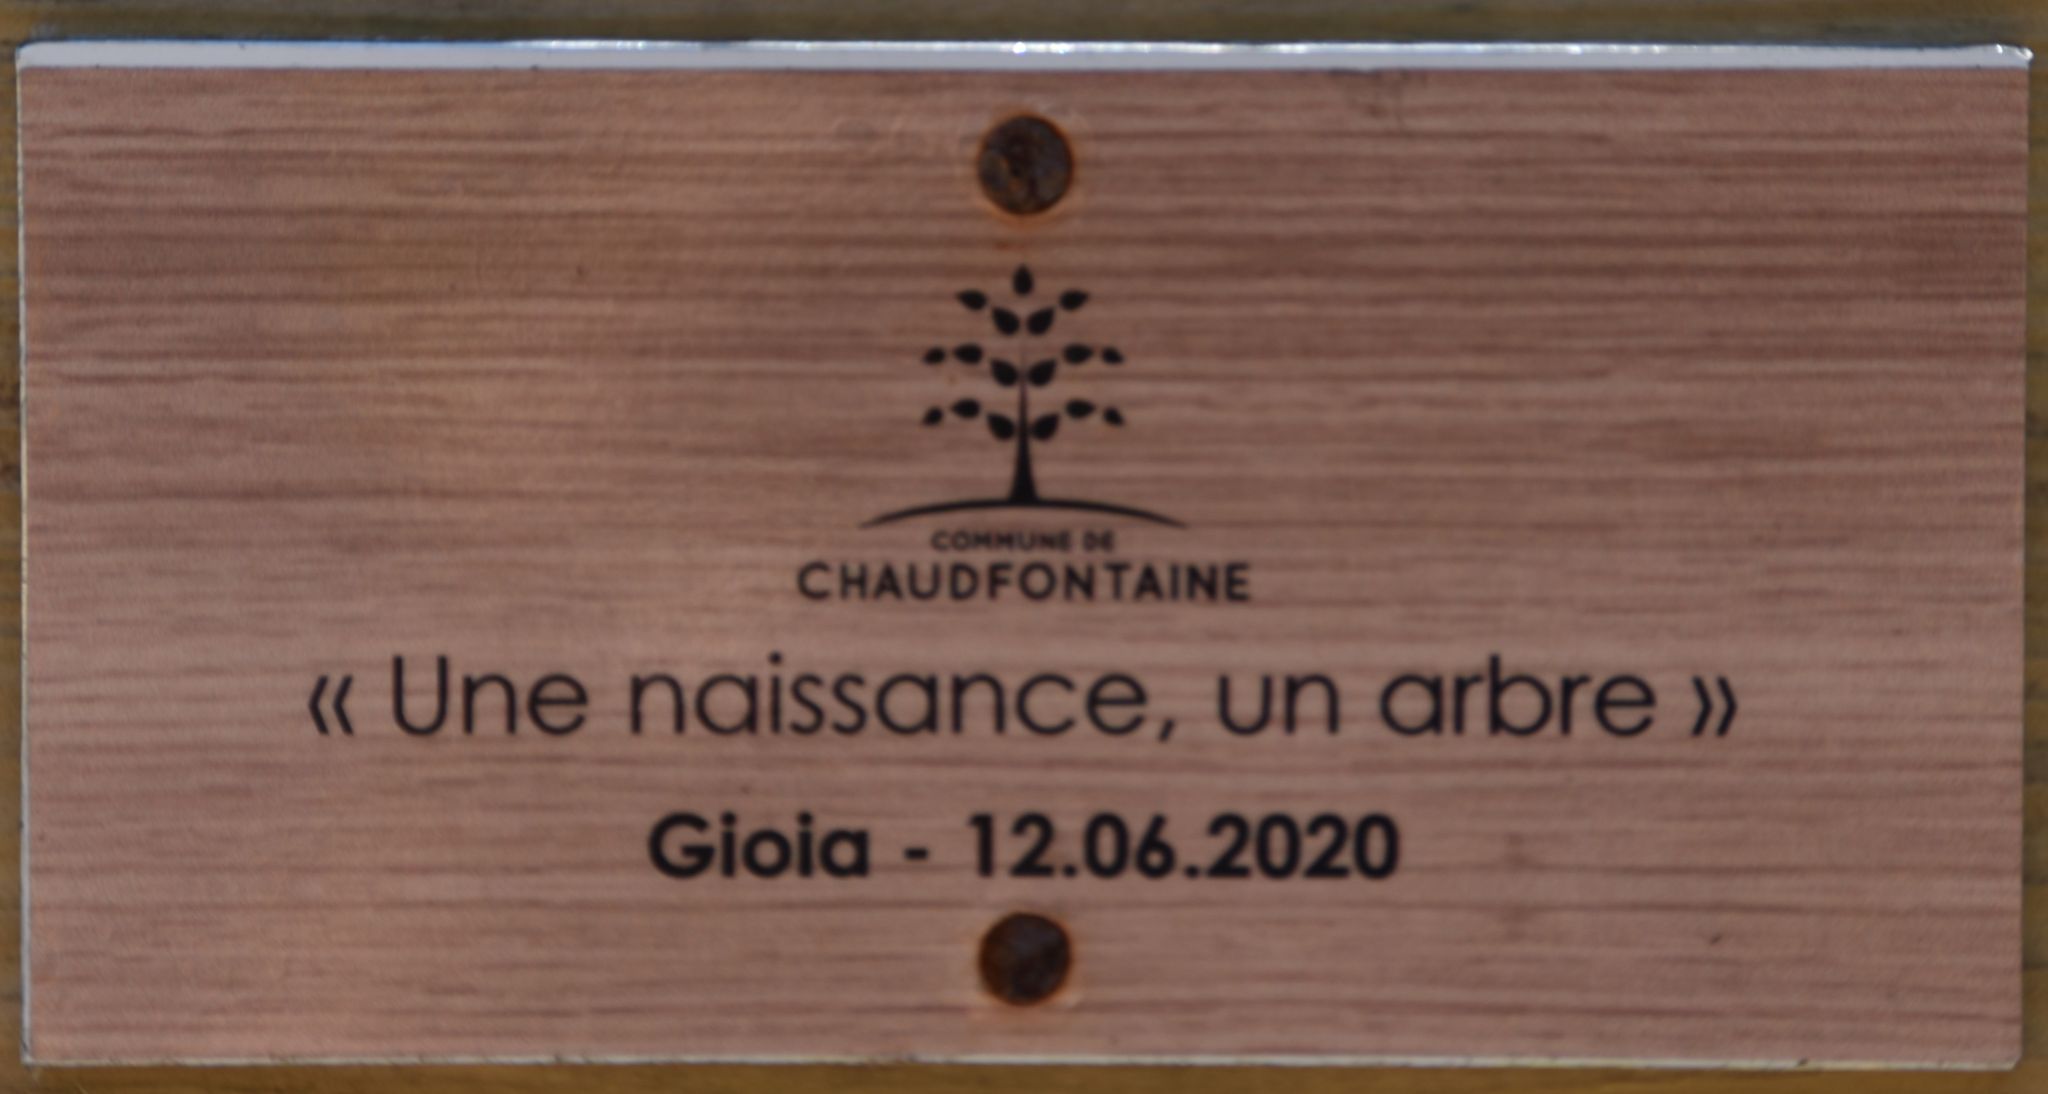 COMMUNE DE
CHAUDFONTAINE
« Une naissance, un arbre »
Gioia - 12.06.2020